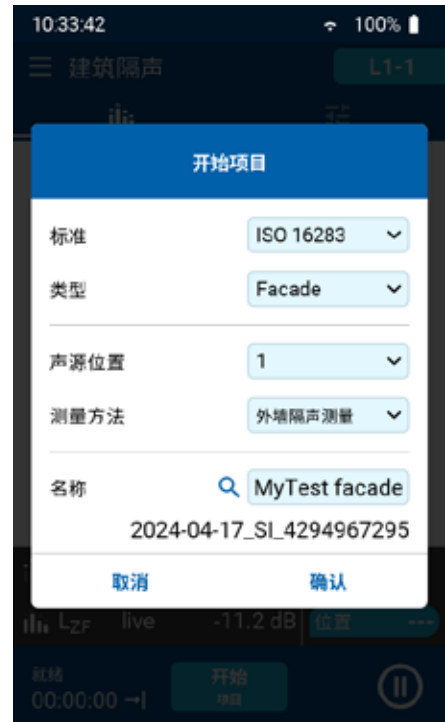 10:33:42 100%
建筑隔声 L1-1
开始项目
标准 ISO 16283
类型 Facade
声源位置 1
测量方法 外墙隔声测量
名称 MyTest facade
2024-04-17_SI_4294967295
取消 确认
LZF live -11.2 dB 位置 ---
就绪 开始
00:00:00 项目